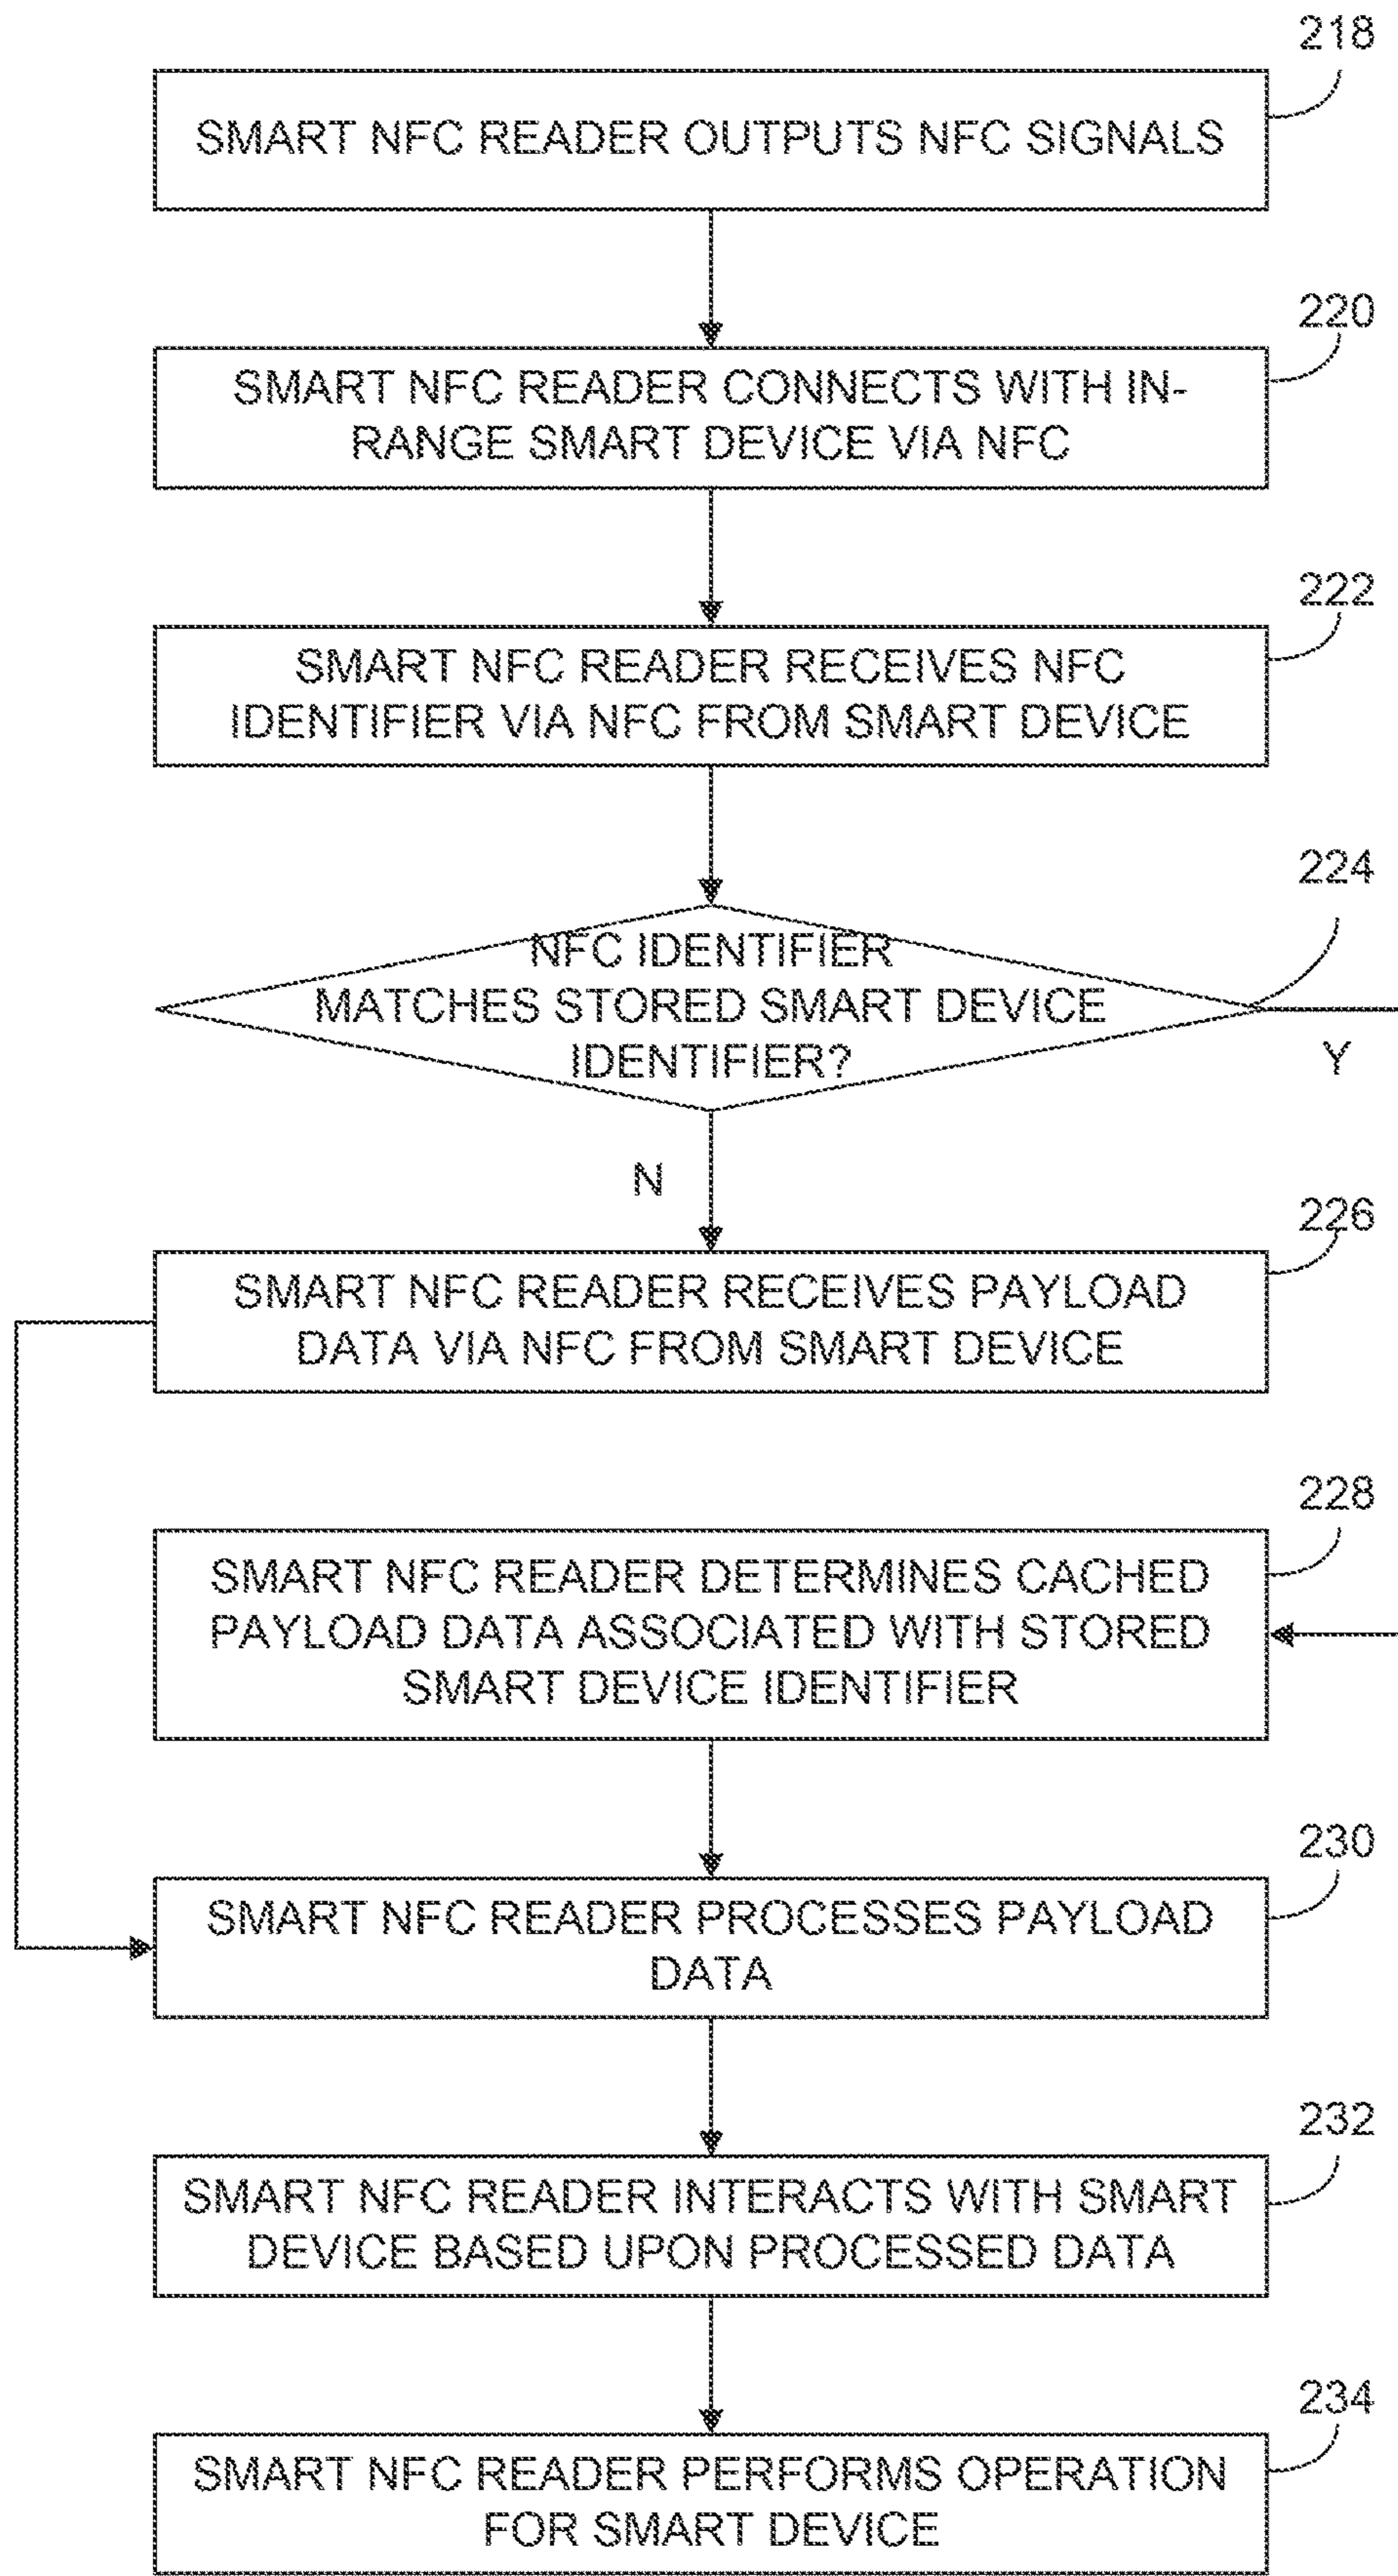 218
SMART NFC READER OUTPUTS NFC SIGNALS
220
SMART NFC READER CONNECTS WITH IN-
RANGE SMART DEVICE VIA NFC
222
SMART NFC READER RECEIVES NFC
IDENTIFIER VIA NFC FROM SMART DEVICE
224
NFC IDENTIFIER
MATCHES STORED SMART DEVICE
IDENTIFIER?
Y
N
226
SMART NFC READER RECEIVES PAYLOAD
DATA VIA NFC FROM SMART DEVICE
228
SMART NFC READER DETERMINES CACHED
PAYLOAD DATA ASSOCIATED WITH STORED
SMART DEVICE IDENTIFIER
230
SMART NFC READER PROCESSES PAYLOAD
DATA
232
SMART NFC READER INTERACTS WITH SMART
DEVICE BASED UPON PROCESSED DATA
234
SMART NFC READER PERFORMS OPERATION
FOR SMART DEVICE